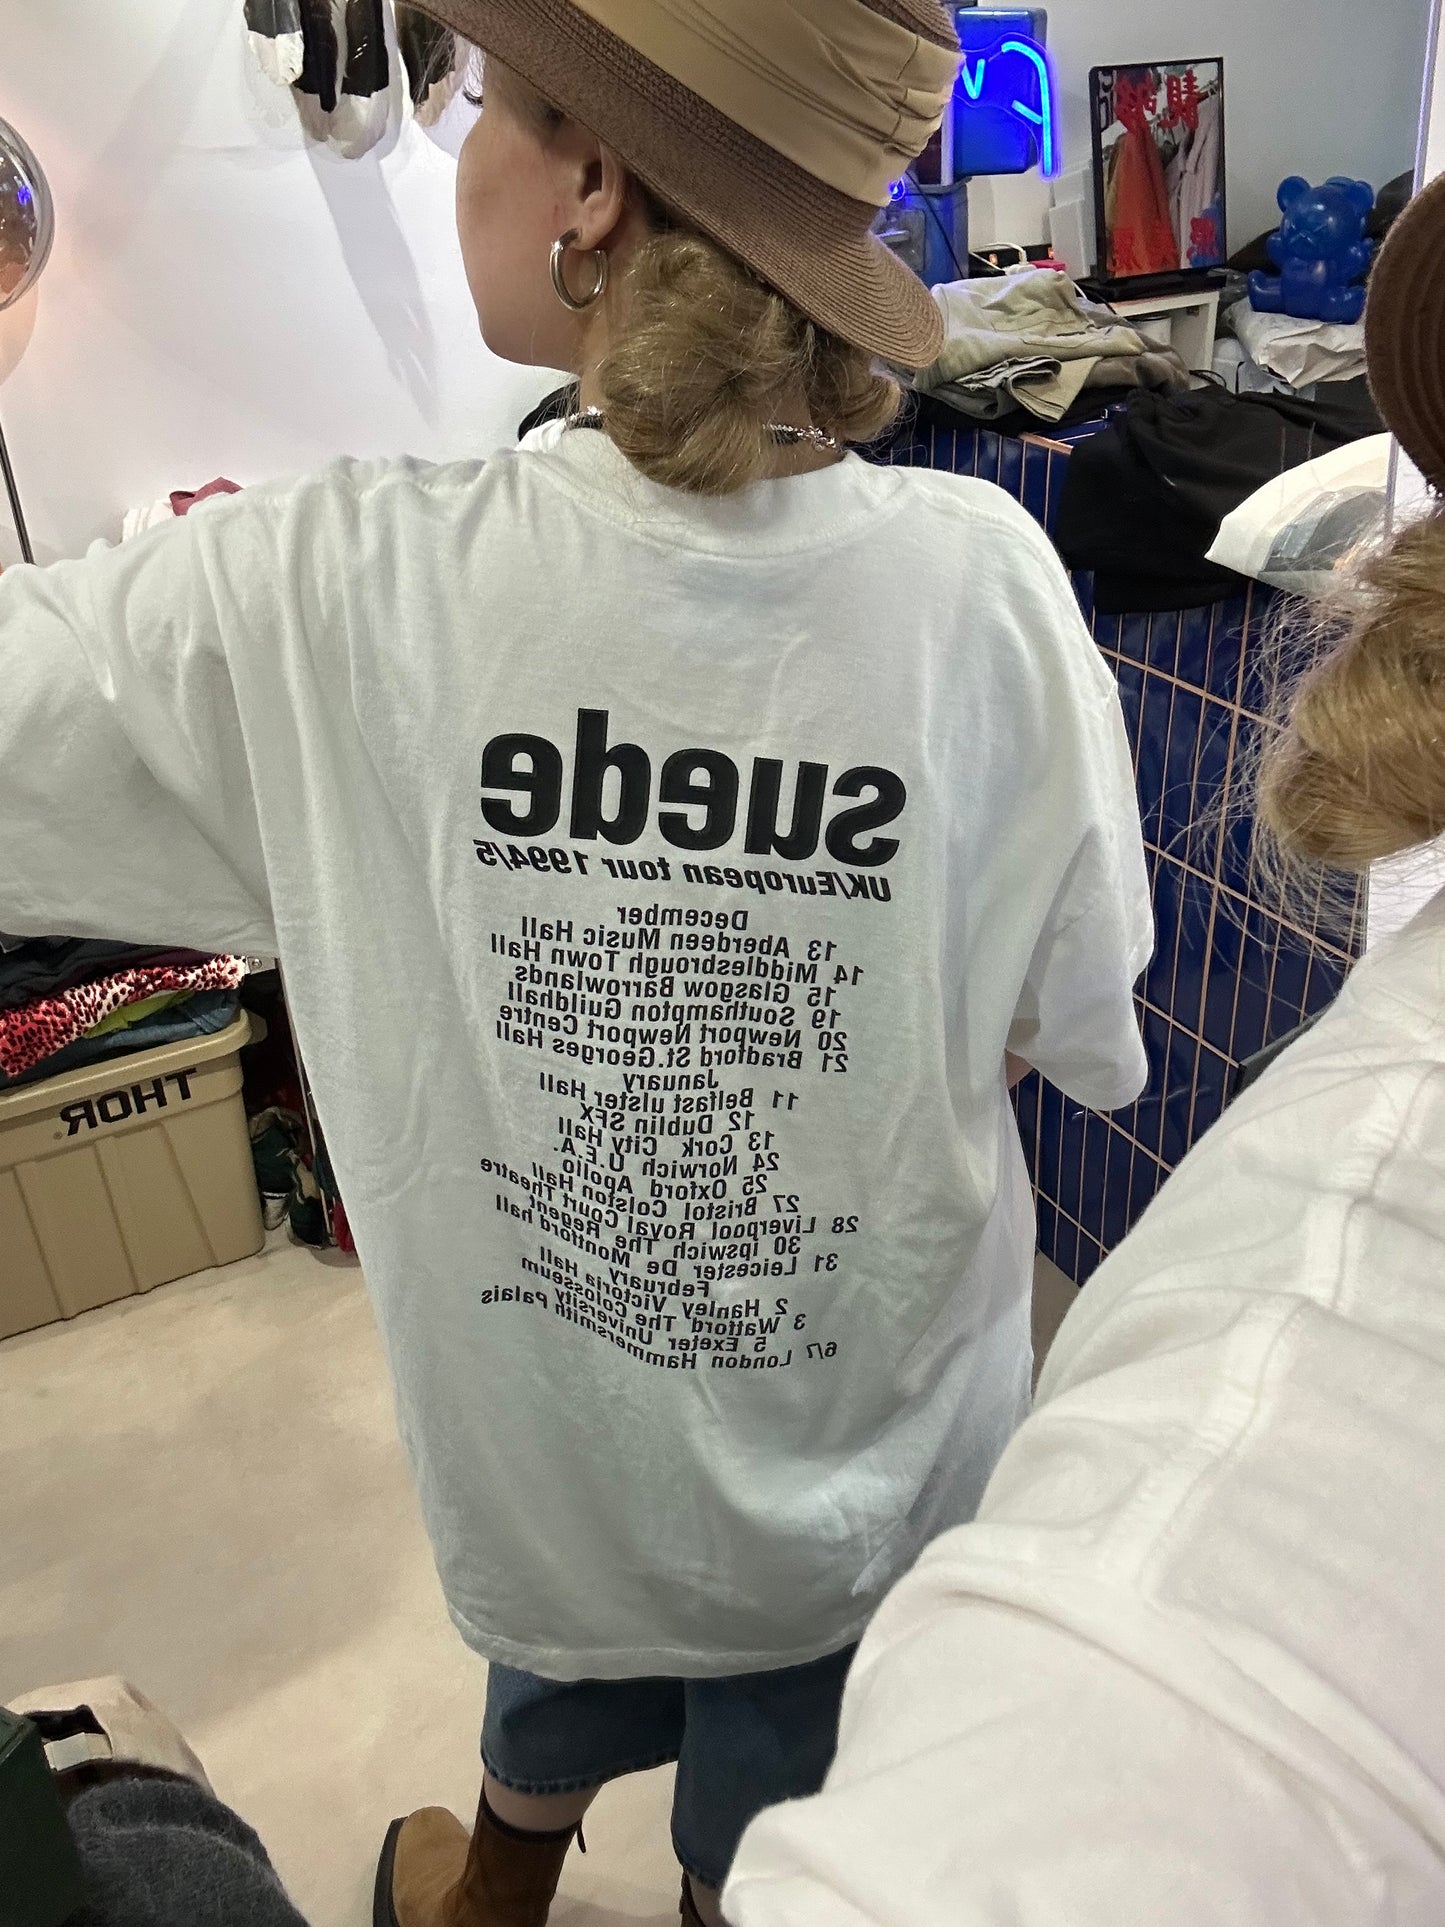 suede
UK/European tour 1994/5
December
13 Aberdeen Music Hall
14 Middlesbrough Town Hall
15 Glasgow Barrowlands
19 Southampton Guildhall
20 Newport Newport Centre
21 Bradford St.Georges Hall
January
11 Belfast ulster Hall
12 Dublin SFX
13 Cork City Hall
24 Norwich U.E.A.
25 Oxford Apollo
27 Bristol Colston Hall
28 Liverpool Royal Court Theatre
30 ipswich The Regent
31 Leicester De Montford hall
February
2 Hanley Victoria Hall
3 Watford The Colosseum
5 Exeter University
6/7 London Hammersmith Palais
THOR